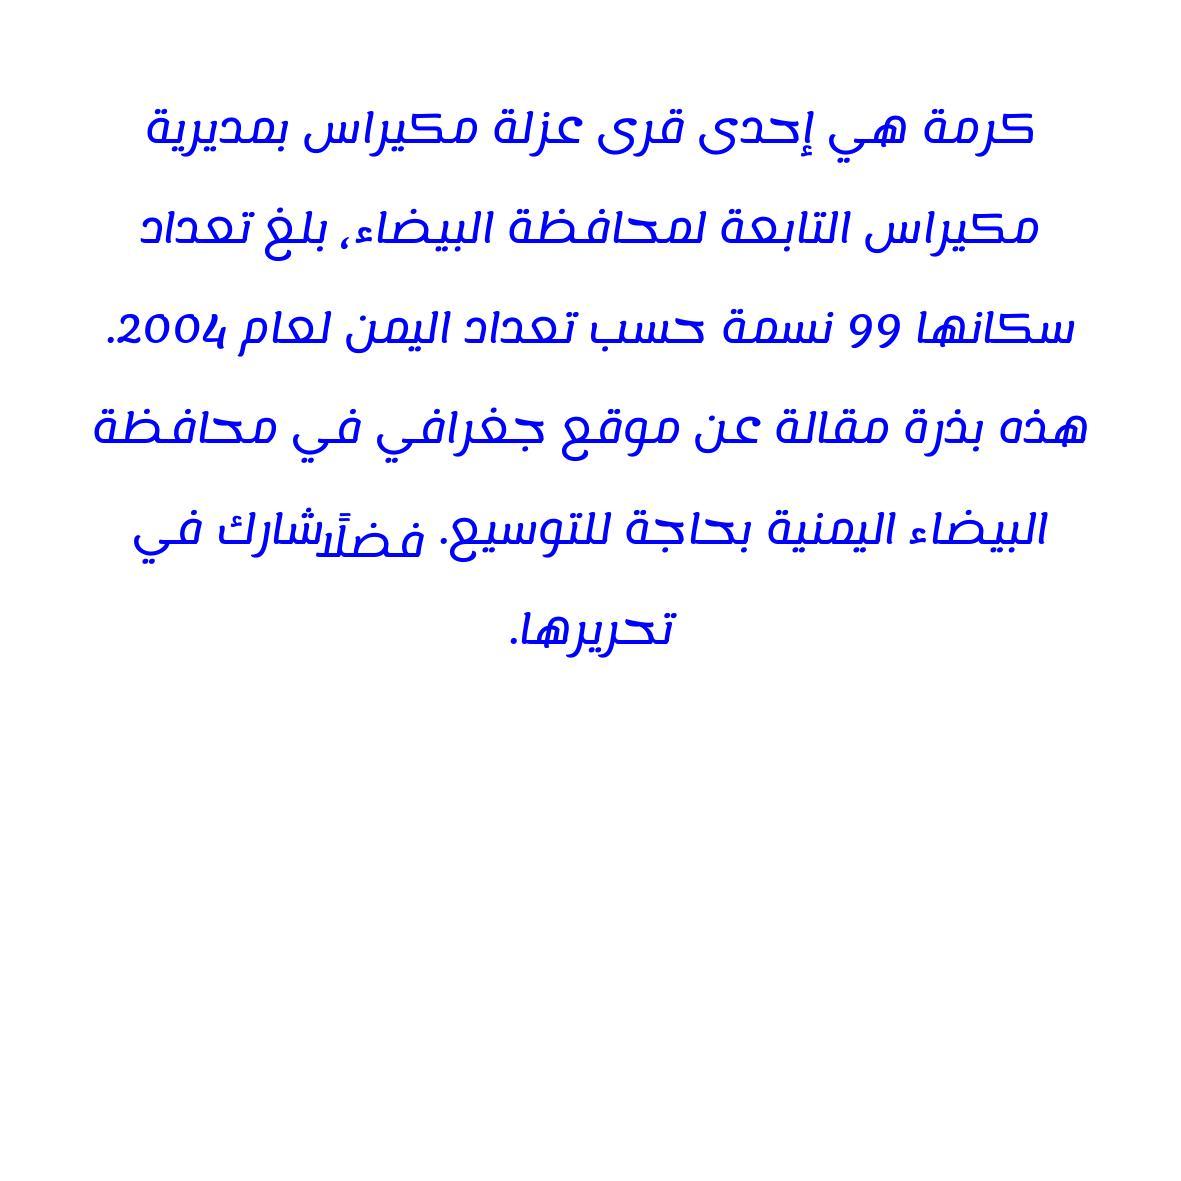 كرمة هي إحدى قرى عزلة مكيراس بمديرية
مكيراس التابعة لمحافظة البيضاء، بلغ تعداد
سكانها 99 نسمة حسب تعداد اليمن لعام 2004.
هذه بذرة مقالة عن موقع جغرافي في محافظة
البيضاء اليمنية بحاجة للتوسيع. فضلًا شارك في
تحريرها.